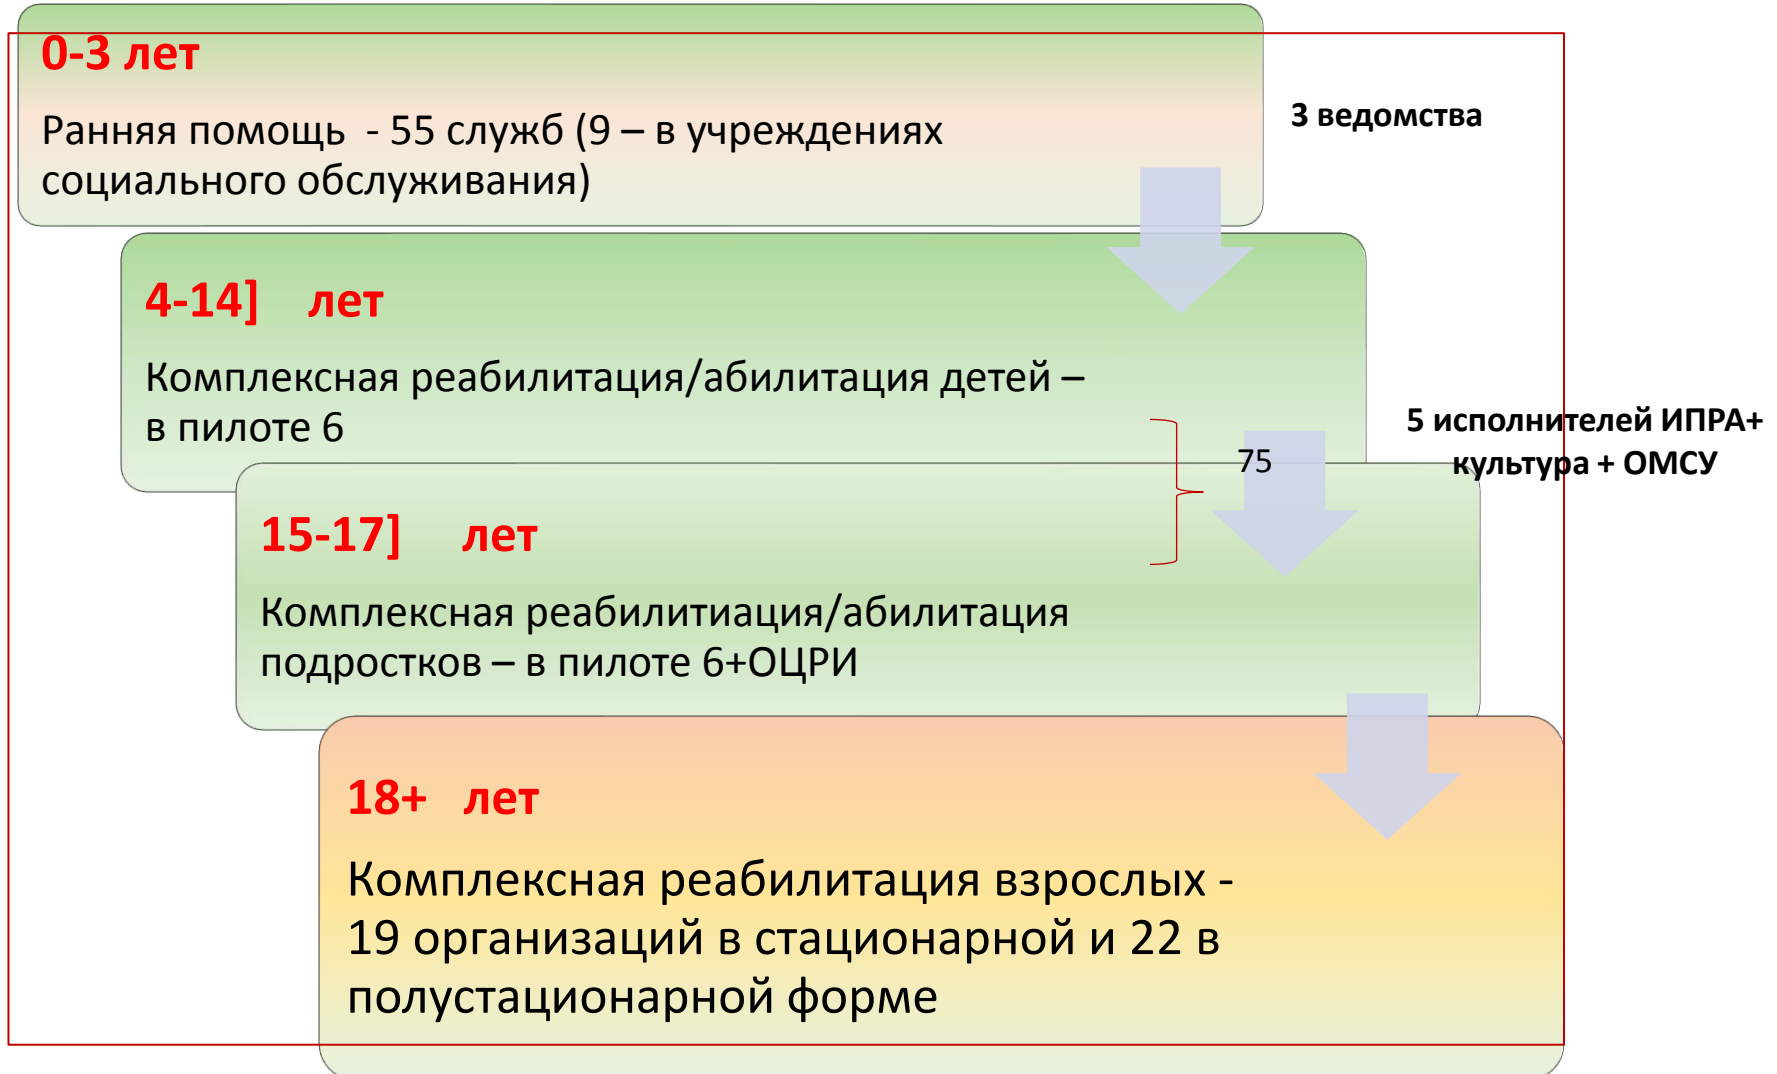 0-3 лет
Ранняя помощь - 55 служб (9 – в учреждениях
социального обслуживания)
3 ведомства
4-14] лет
Комплексная реабилитация/абилитация детей –
в пилоте 6
5 исполнителей ИПРА+
культура + ОМСУ
75
15-17] лет
Комплексная реабилитиация/абилитация
подростков – в пилоте 6+ОЦРИ
18+ лет
Комплексная реабилитация взрослых -
19 организаций в стационарной и 22 в
полустационарной форме